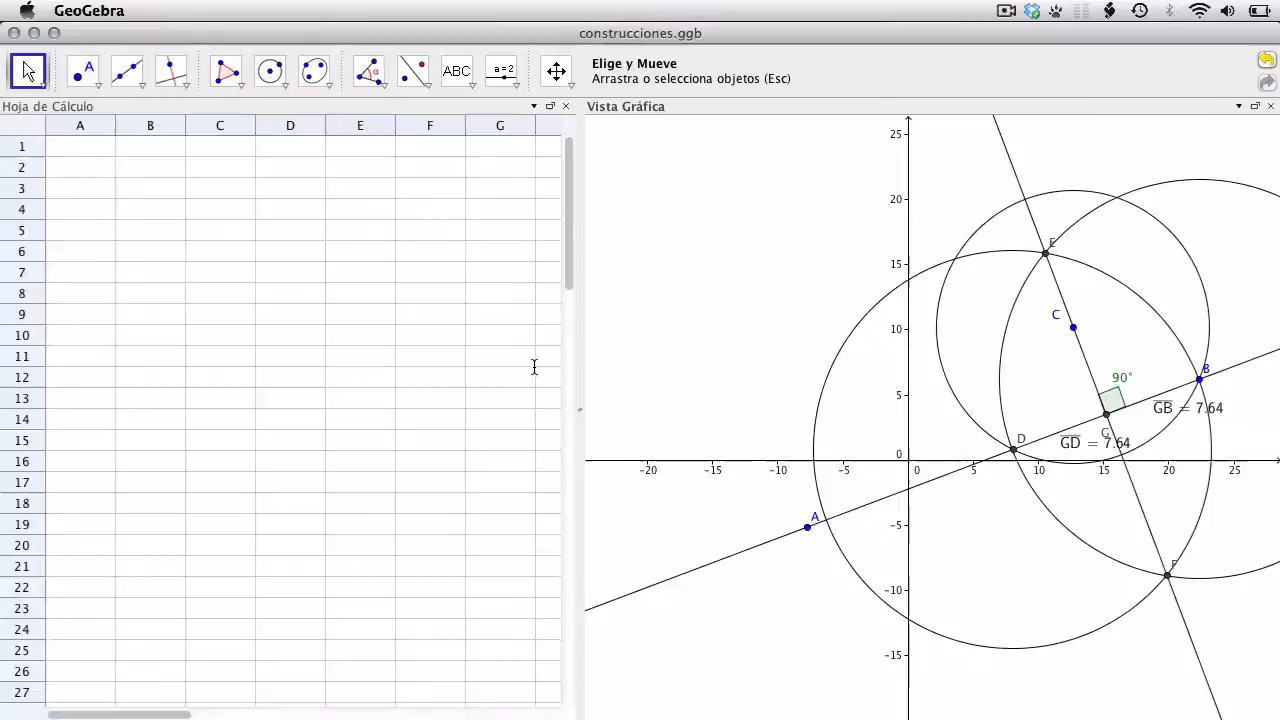 GeoGebra
construcciones.ggb
A
α
ABC
a=2
Elige y Mueve
Arrastra o selecciona objetos (Esc)
Hoja de Cálculo
Vista Gráfica
A B C D E F G
1
2
3
4
5
6
7
8
9
10
11
12
13
14
15
16
17
18
19
20
21
22
23
24
25
26
27
25
20
15
10
5
0
−5
−10
−15
−20 −15 −10 −5 0 5 10 15 20 25
E
C
B
90°
GB = 7.64
G
D
GD = 7.64
A
F